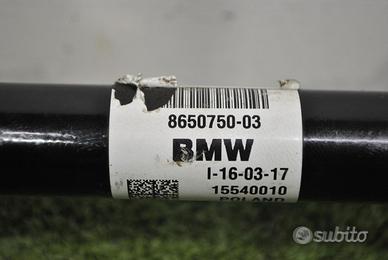 8650750-03
BMW
I-16-03-17
15540010
POLAND
subito